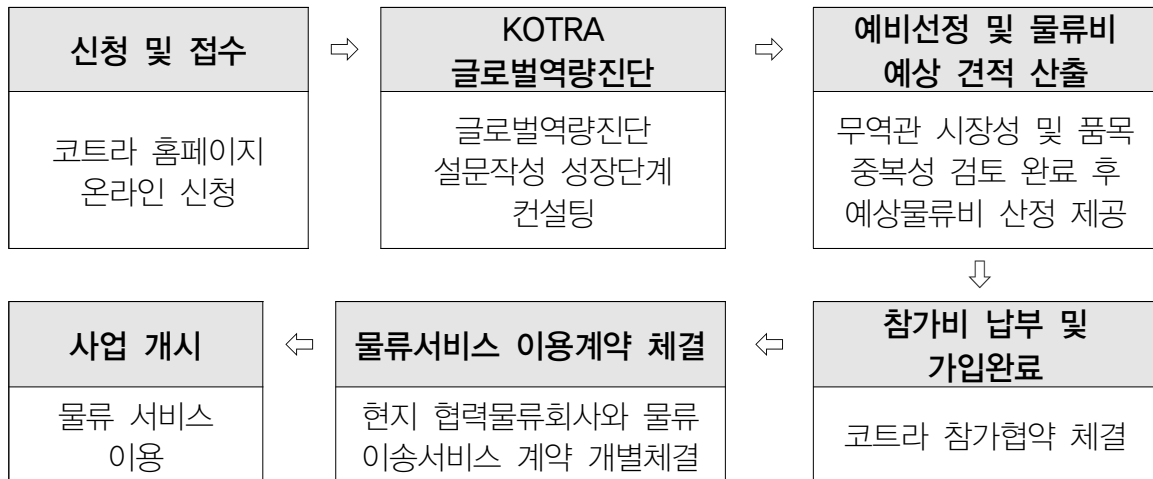 신청 및 접수
코트라 홈페이지
온라인 신청
⇨
KOTRA
글로벌역량진단
글로벌역량진단
설문작성 성장단계
컨설팅
⇨
예비선정 및 물류비
예상 견적 산출
무역관 시장성 및 품목
중복성 검토 완료 후
예상물류비 산정 제공
⇩
참가비 납부 및
가입완료
코트라 참가협약 체결
⇦
물류서비스 이용계약 체결
현지 협력물류회사와 물류
이송서비스 계약 개별체결
⇦
사업 개시
물류 서비스
이용